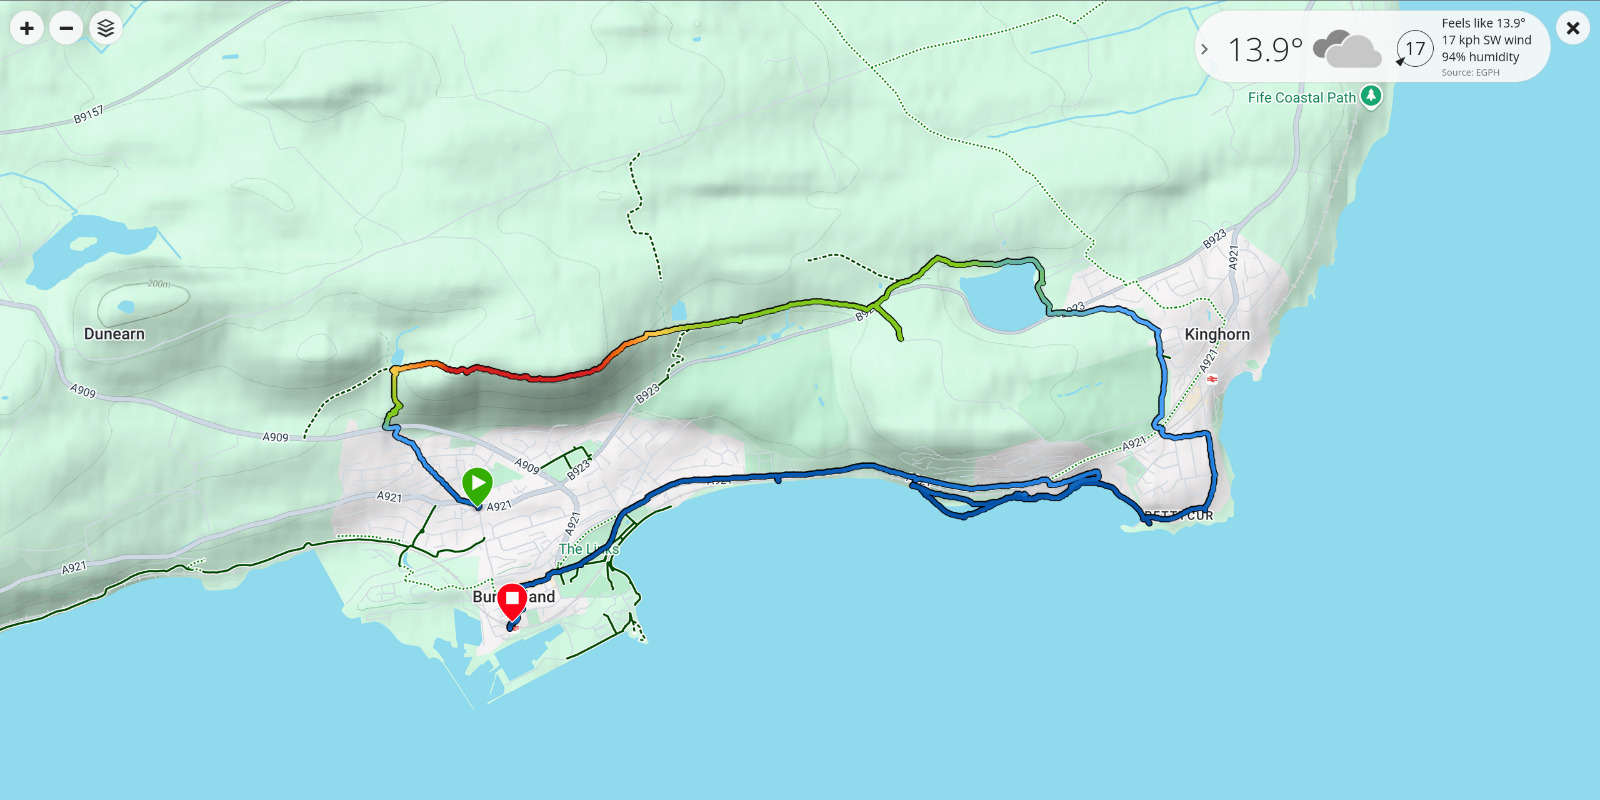 13.9°
17
Feels like 13.9°
17 kph SW wind
94% humidity
Source: EGPH
Fife Coastal Path
B9157
B923
A921
200m
Dunearn
Kinghorn
A921
A909
B923
A909
A921
A909
B923
A921
A921
A921
A921
The Links
A921